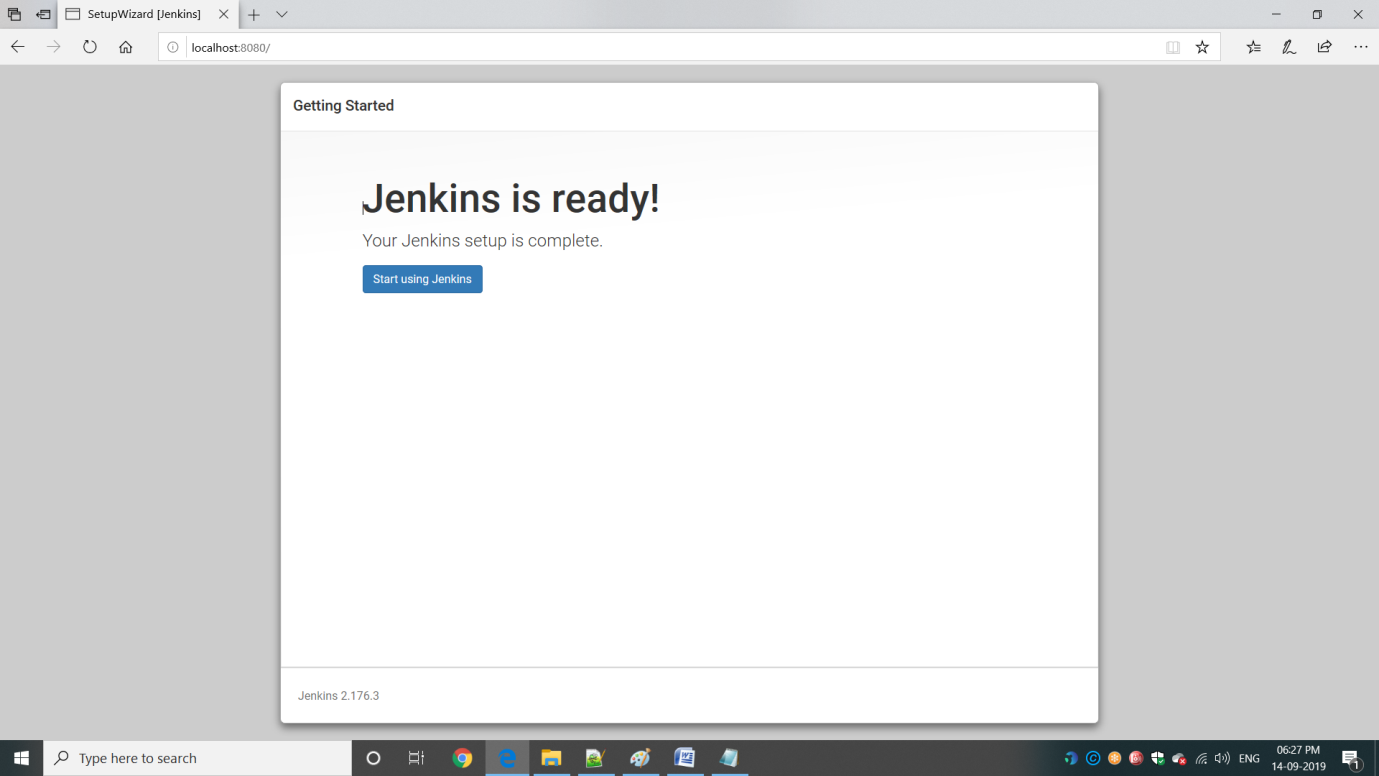 SetupWizard [Jenkins]
localhost:8080/
Getting Started
Jenkins is ready!
Your Jenkins setup is complete.
Start using Jenkins
Jenkins 2.176.3
Type here to search
ENG
06:27 PM
14-09-2019
1